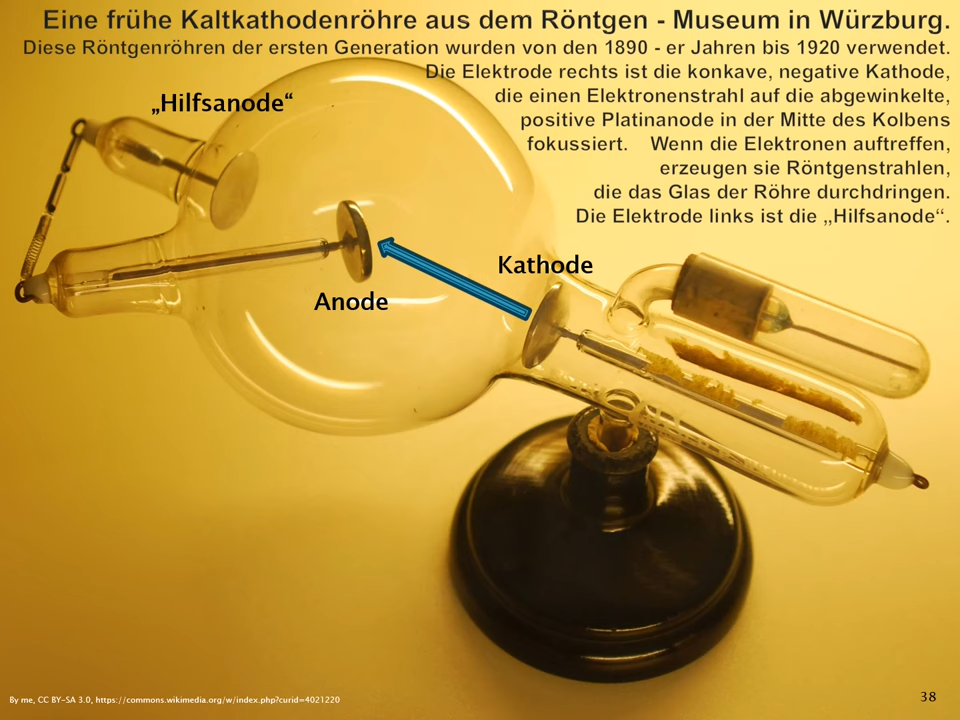 Eine frühe Kaltkathodenröhre aus dem Röntgen - Museum in Würzburg.
Diese Röntgenröhren der ersten Generation wurden von den 1890 - er Jahren bis 1920 verwendet.
Die Elektrode rechts ist die konkave, negative Kathode,
die einen Elektronenstrahl auf die abgewinkelte,
positive Platinanode in der Mitte des Kolbens
fokussiert. Wenn die Elektronen auftreffen,
erzeugen sie Röntgenstrahlen,
die das Glas der Röhre durchdringen.
Die Elektrode links ist die „Hilfsanode“.
„Hilfsanode“
Kathode
Anode
By me, CC BY-SA 3.0, https://commons.wikimedia.org/w/index.php?curid=4021220
38